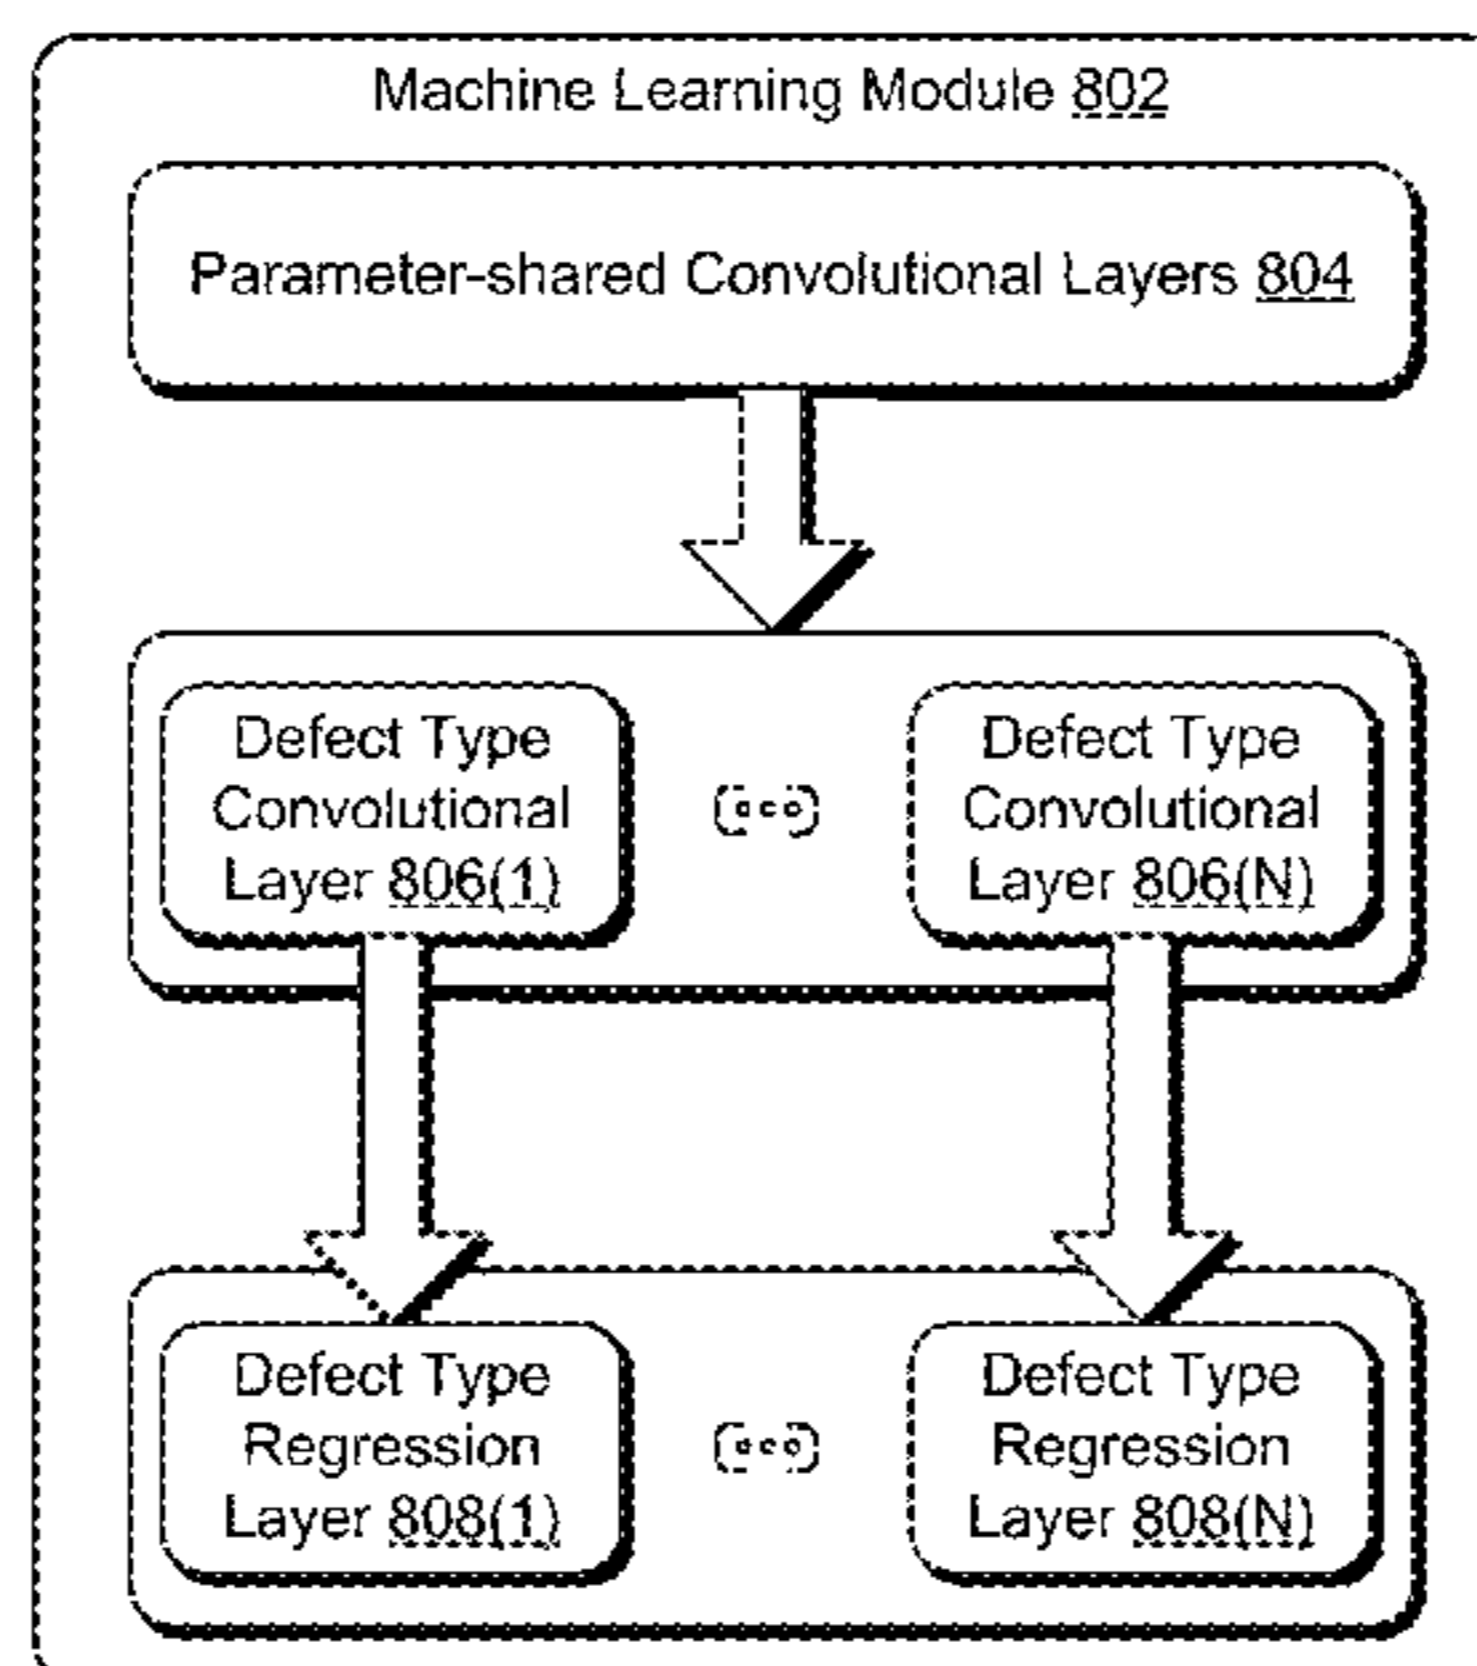 Machine Learning Module 802
Parameter-shared Convolutional Layers 804
Defect Type
Convolutional
Layer 806(1)
Defect Type
Convolutional
Layer 806(N)
Defect Type
Regression
Layer 808(1)
Defect Type
Regression
Layer 808(N)